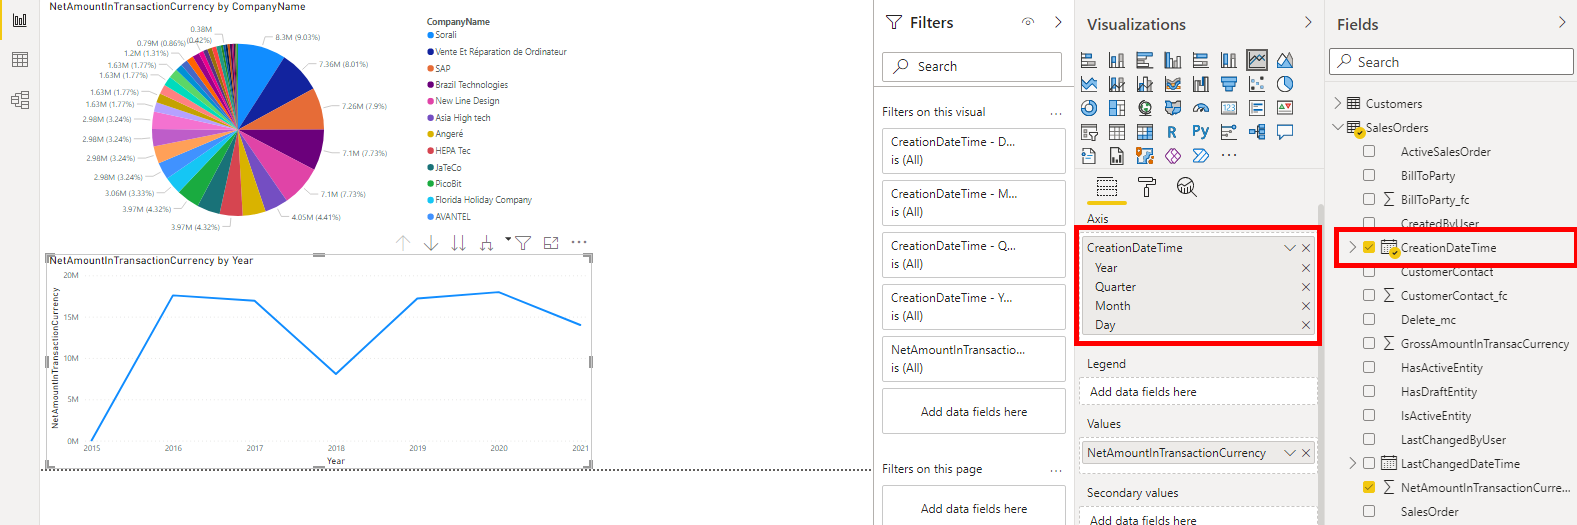 NetAmountInTransactionCurrency by CompanyName
0.38M
(0.42%)
0.79M (0.86%)
1.2M (1.31%)
1.63M (1.77%)
1.63M (1.77%)
1.63M (1.77%)
1.63M (1.77%)
2.98M (3.24%)
2.98M (3.24%)
2.98M (3.24%)
2.98M (3.24%)
3.06M (3.33%)
3.97M (4.32%)
3.97M (4.32%)
8.3M (9.03%)
7.36M (8.01%)
7.26M (7.9%)
7.1M (7.73%)
7.1M (7.73%)
4.05M (4.41%)
CompanyName
Sorali
Vente Et Réparation de Ordinateur
SAP
Brazil Technologies
New Line Design
Asia High tech
Angeré
HEPA Tec
JaTeCo
PicoBit
Florida Holiday Company
AVANTEL
NetAmountInTransactionCurrency by Year
NetAmountInTransactionCurrency
20M
15M
10M
5M
0M
2015
2016
2017
2018
2019
2020
2021
Year
Filters
Search
Filters on this visual
CreationDateTime - D...
is (All)
CreationDateTime - M...
is (All)
CreationDateTime - Q...
is (All)
CreationDateTime - Y...
is (All)
NetAmountInTransactio...
is (All)
Add data fields here
Filters on this page
Add data fields here
Visualizations
R
Py
123
Axis
CreationDateTime
Year
Quarter
Month
Day
Legend
Add data fields here
Values
NetAmountInTransactionCurrency
Secondary values
Add data fields here
Fields
Search
Customers
SalesOrders
ActiveSalesOrder
BillToParty
BillToParty_fc
CreatedByUser
CreationDateTime
CustomerContact
CustomerContact_fc
Delete_mc
GrossAmountInTransacCurrency
HasActiveEntity
HasDraftEntity
IsActiveEntity
LastChangedByUser
LastChangedDateTime
NetAmountInTransactionCurre...
SalesOrder